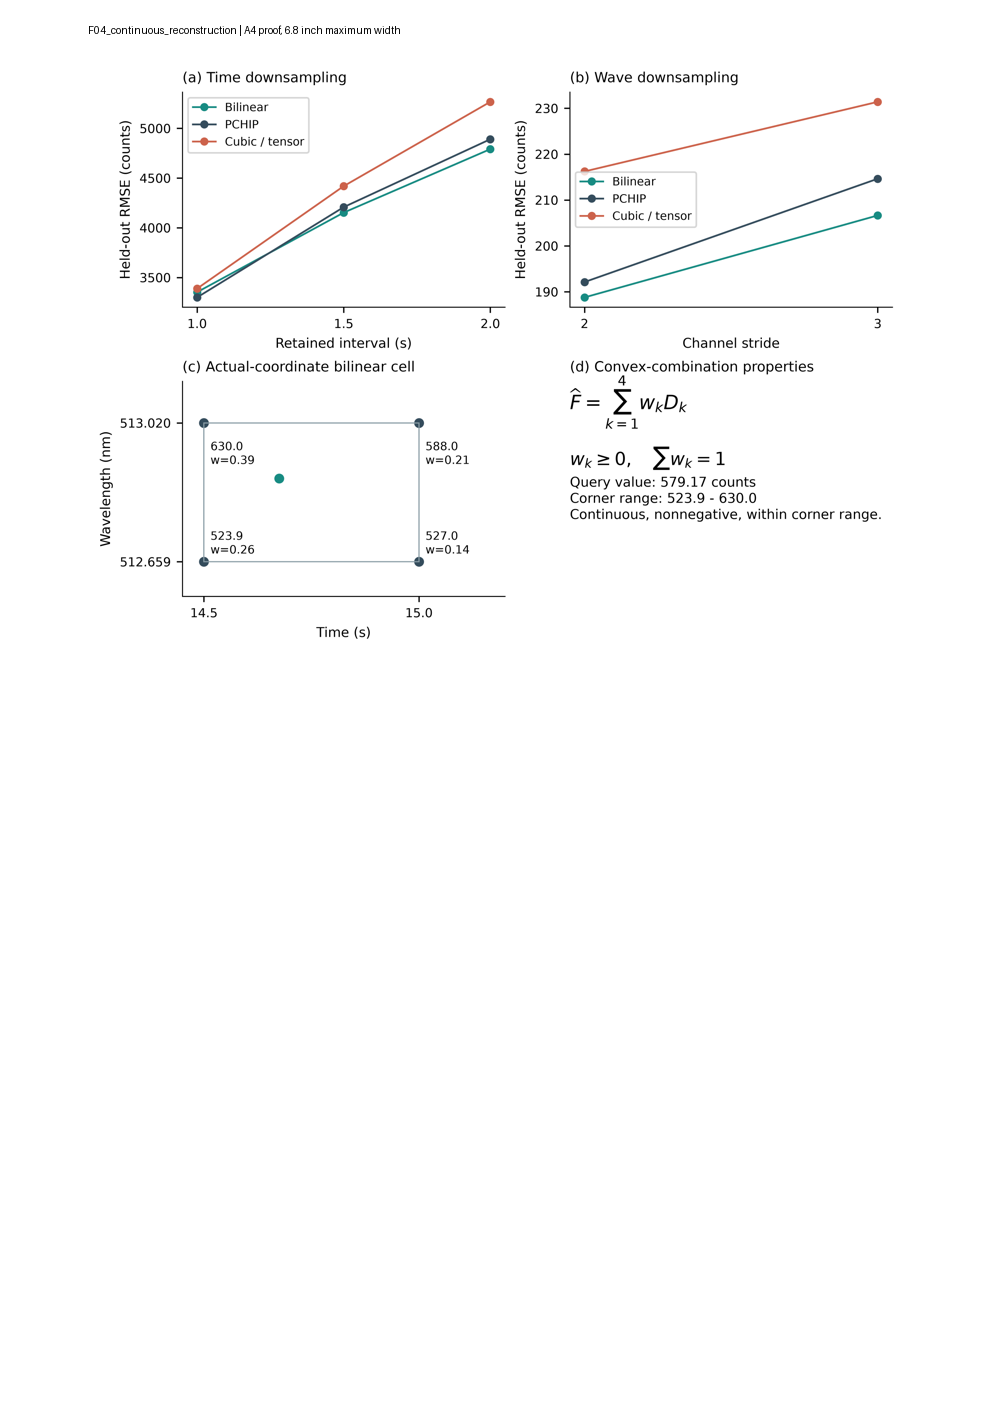 F04_continuous_reconstruction | A4 proof, 6.8 inch maximum width
(a) Time downsampling
Bilinear
PCHIP
Cubic / tensor
Held-out RMSE (counts)
5000
4500
4000
3500
1.0
1.5
2.0
Retained interval (s)
(b) Wave downsampling
Bilinear
PCHIP
Cubic / tensor
Held-out RMSE (counts)
230
220
210
200
190
2
3
Channel stride
(c) Actual-coordinate bilinear cell
Wavelength (nm)
513.020
512.659
630.0
w=0.39
588.0
w=0.21
523.9
w=0.26
527.0
w=0.14
14.5
15.0
Time (s)
(d) Convex-combination properties
F̂ = ∑_{k=1}^{4} w_k D_k
w_k ≥ 0, ∑w_k = 1
Query value: 579.17 counts
Corner range: 523.9 - 630.0
Continuous, nonnegative, within corner range.